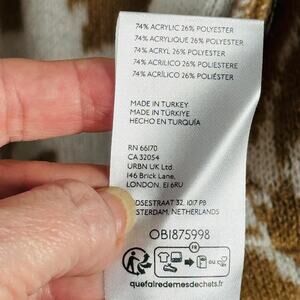 74% ACRYLIC 26% POLYESTER
74% ACRYLIQUE 26% POLYESTER
74% ACRYL 26% POLYESTER
74% ACRILICO 26% POLIESTERE
74% ACRÍLICO 26% POLIÉSTER
MADE IN TURKEY
MADE IN TÜRKIYE
HECHO EN TURQUÍA
RN 66170
CA 32054
URBN UK Ltd.
146 Brick Lane,
LONDON, E1 6RU
DSESTRAAT 32, 1017 PB
STERDAM, NETHERLANDS
OB1875998
FR
OU
quefairedemesdechets.fr